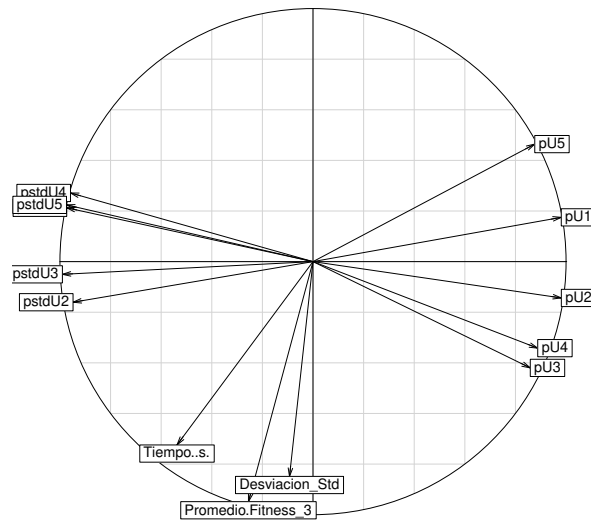 pU5
pstdU4
pstdU5
pU1
pstdU3
pU2
pstdU2
pU4
pU3
Tiempo..s.
Desviacion_Std
Promedio.Fitness_3